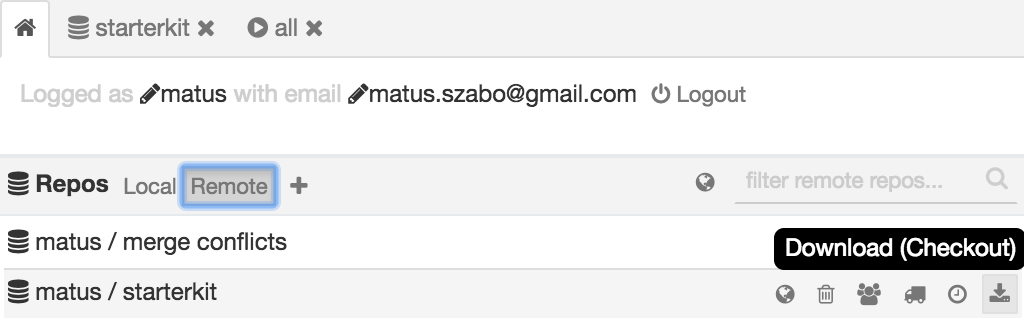 starterkit all
Logged as matus with email matus.szabo@gmail.com Logout
Repos Local Remote filter remote repos...
matus / merge conflicts
Download (Checkout)
matus / starterkit